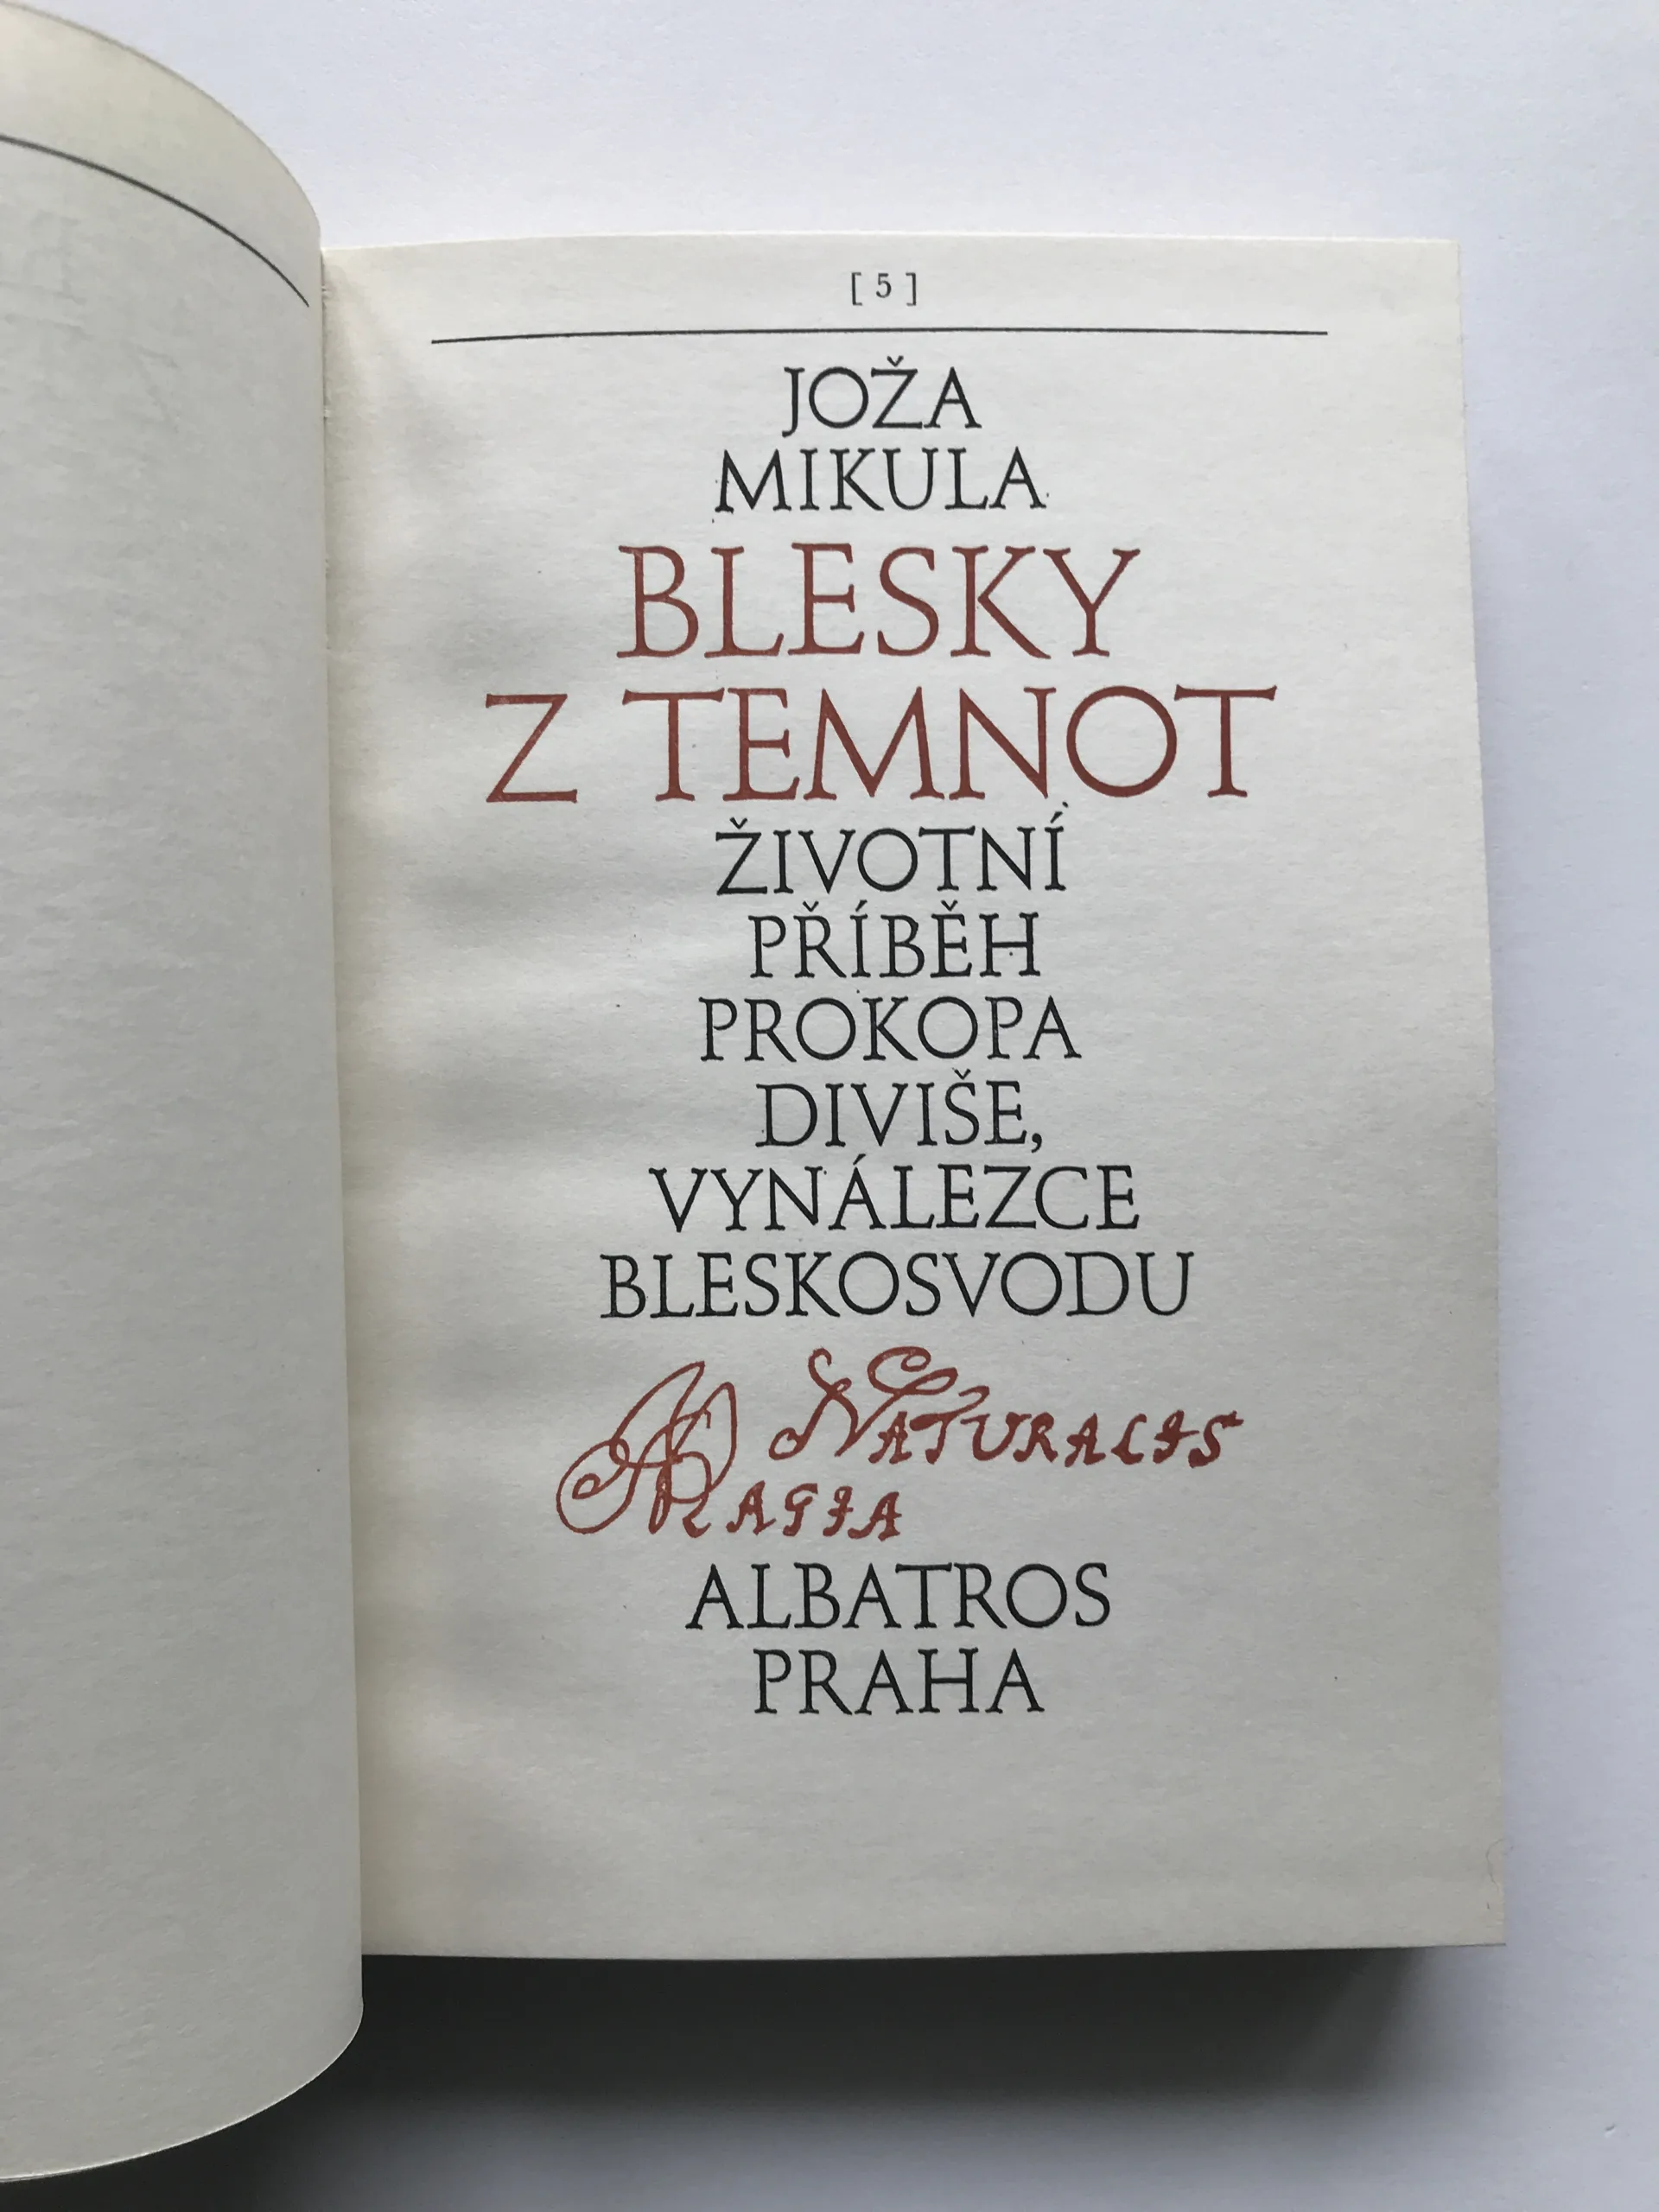 [ 5 ]
JOŽA
MIKULA
BLESKY
Z TEMNOT
ŽIVOTNÍ
PŘÍBĚH
PROKOPA
DIVIŠE,
VYNÁLEZCE
BLESKOSVODU
NATURALIS
MAGIA
ALBATROS
PRAHA